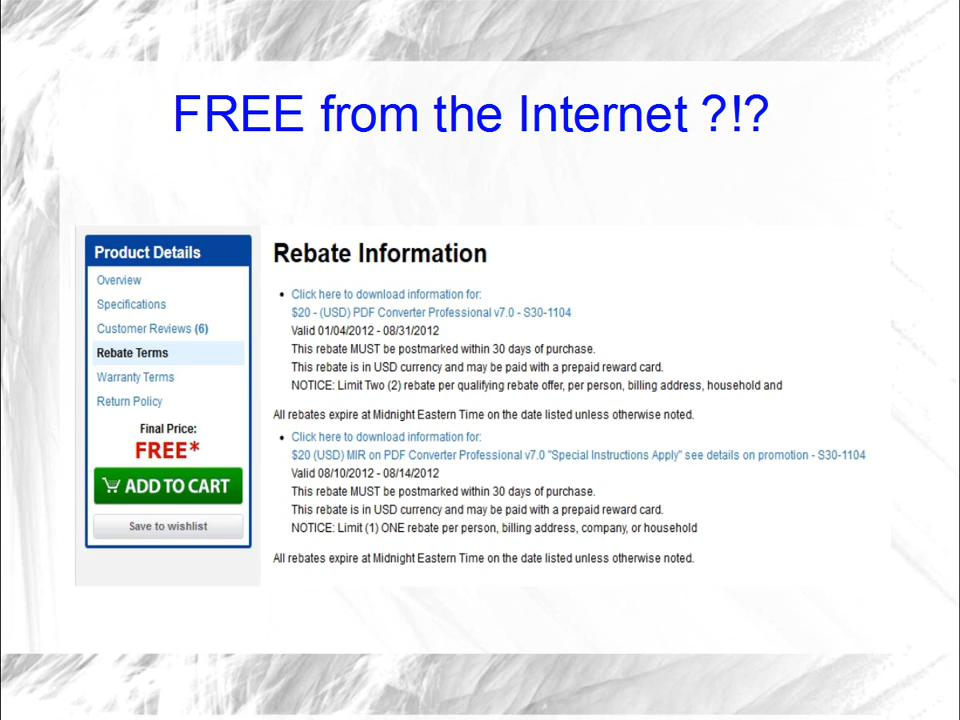 FREE from the Internet ?!?
Product Details
Overview
Specifications
Customer Reviews (6)
Rebate Terms
Warranty Terms
Return Policy
Final Price:
FREE*
ADD TO CART
Save to wishlist
Rebate Information
• Click here to download information for:
$20 - (USD) PDF Converter Professional v7.0 - S30-1104
Valid 01/04/2012 - 08/31/2012
This rebate MUST be postmarked within 30 days of purchase.
This rebate is in USD currency and may be paid with a prepaid reward card.
NOTICE: Limit Two (2) rebate per qualifying rebate offer, per person, billing address, household and
All rebates expire at Midnight Eastern Time on the date listed unless otherwise noted.
• Click here to download information for:
$20 (USD) MIR on PDF Converter Professional v7.0 "Special Instructions Apply" see details on promotion - S30-1104
Valid 08/10/2012 - 08/14/2012
This rebate MUST be postmarked within 30 days of purchase.
This rebate is in USD currency and may be paid with a prepaid reward card.
NOTICE: Limit (1) ONE rebate per person, billing address, company, or household
All rebates expire at Midnight Eastern Time on the date listed unless otherwise noted.